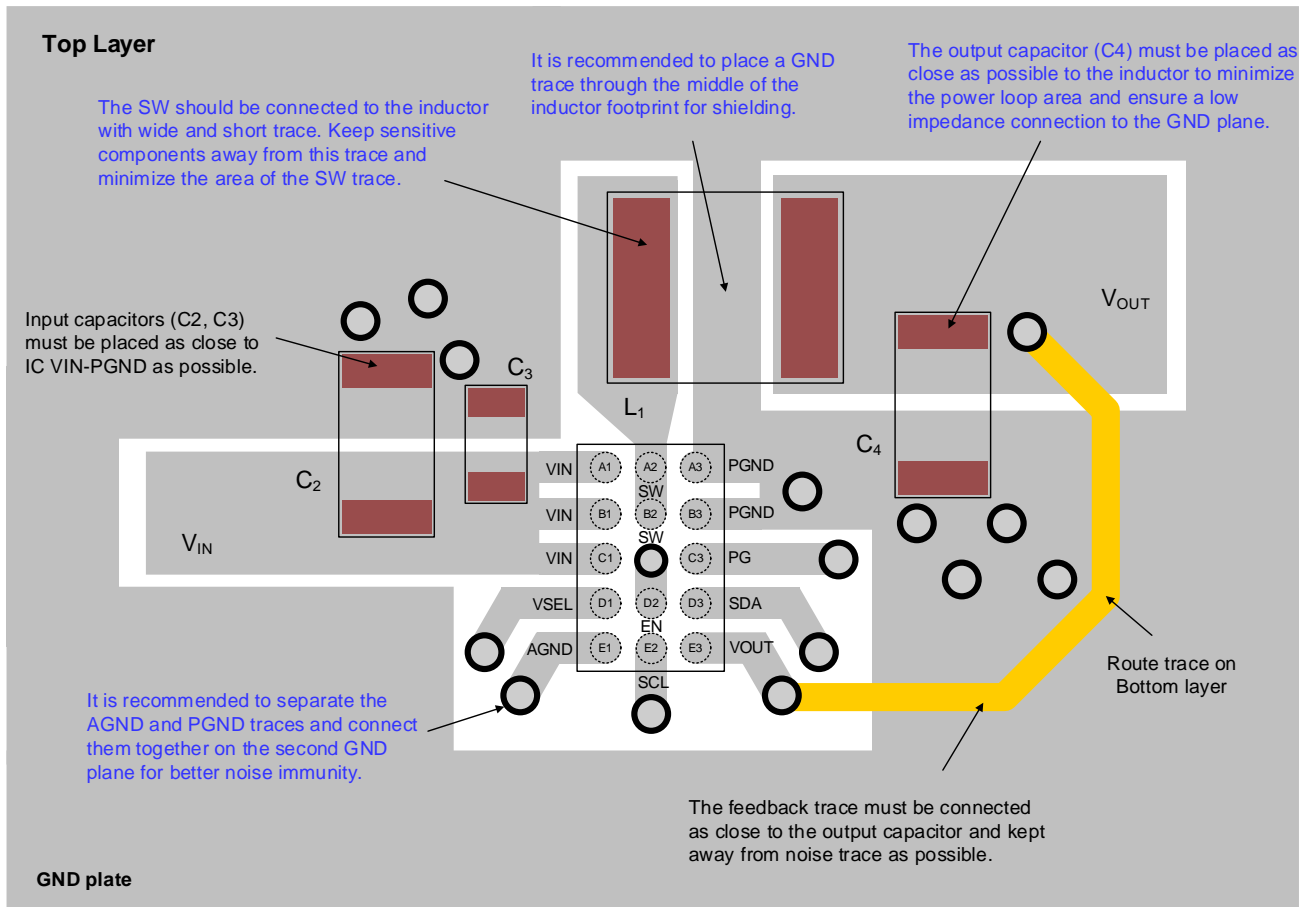 Top Layer
It is recommended to place a GND
trace through the middle of the
inductor footprint for shielding.
The output capacitor (C4) must be placed as
close as possible to the inductor to minimize
the power loop area and ensure a low
impedance connection to the GND plane.
The SW should be connected to the inductor
with wide and short trace. Keep sensitive
components away from this trace and
minimize the area of the SW trace.
Input capacitors (C2, C3)
must be placed as close to
IC VIN-PGND as possible.
VOUT
C3
L1
C4
C2
VIN
VIN A1 A2 A3 PGND
SW
VIN B1 B2 B3 PGND
SW
VIN C1 C3 PG
VSEL D1 D2 D3 SDA
EN
AGND E1 E2 E3 VOUT
SCL
Route trace on
Bottom layer
It is recommended to separate the
AGND and PGND traces and connect
them together on the second GND
plane for better noise immunity.
The feedback trace must be connected
as close to the output capacitor and kept
away from noise trace as possible.
GND plate